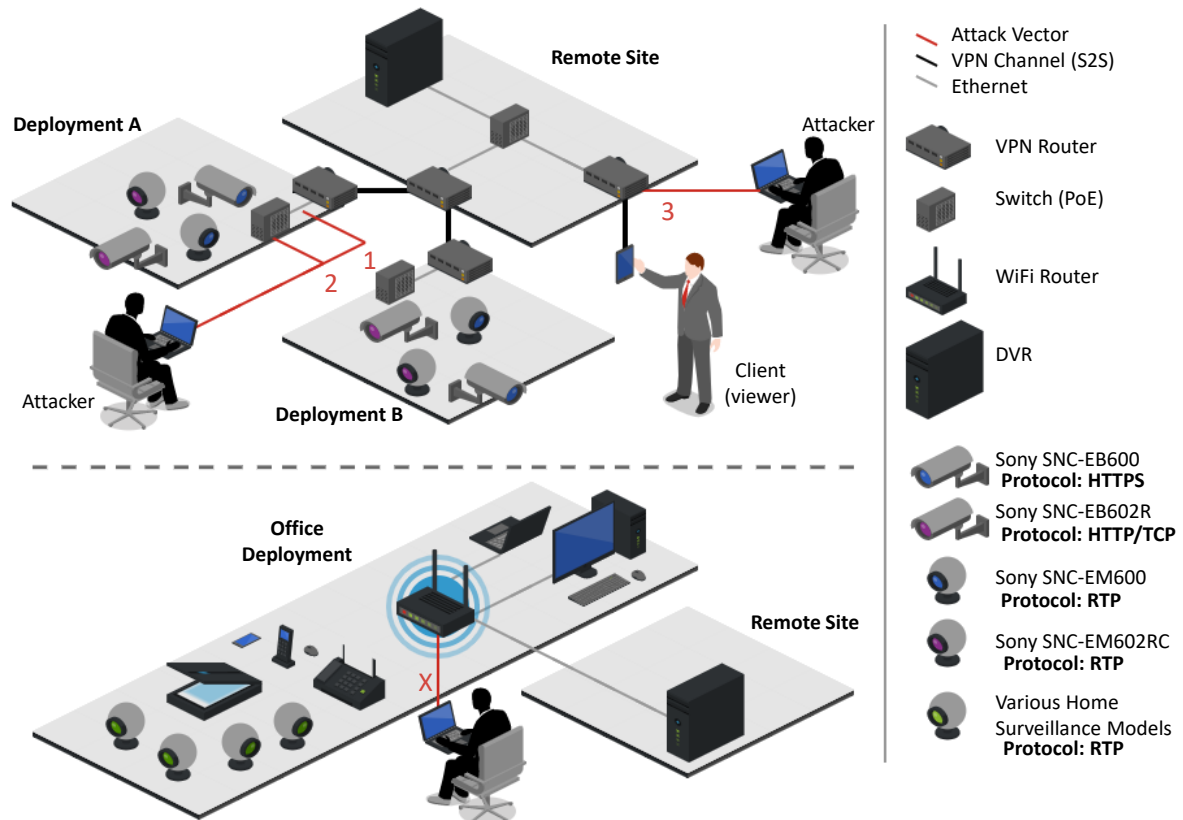 Remote Site
Deployment A
Attacker
3
1
2
Attacker
Deployment B
Client
(viewer)
Office
Deployment
Remote Site
X
Attack Vector
VPN Channel (S2S)
Ethernet
VPN Router
Switch (PoE)
WiFi Router
DVR
Sony SNC-EB600
Protocol: HTTPS
Sony SNC-EB602R
Protocol: HTTP/TCP
Sony SNC-EM600
Protocol: RTP
Sony SNC-EM602RC
Protocol: RTP
Various Home
Surveillance Models
Protocol: RTP